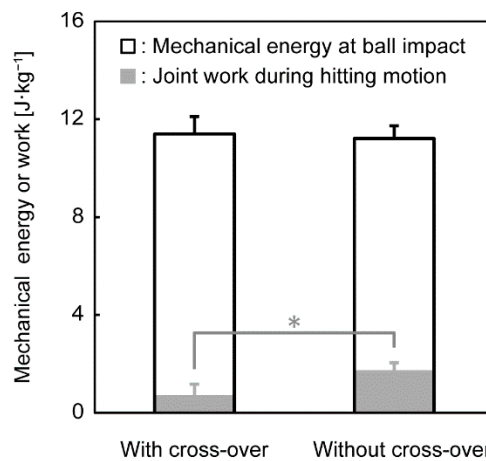 16
: Mechanical energy at ball impact
: Joint work during hitting motion
12
8
4
*
0
Mechanical energy or work [J·kg⁻¹]
With cross-over
Without cross-over